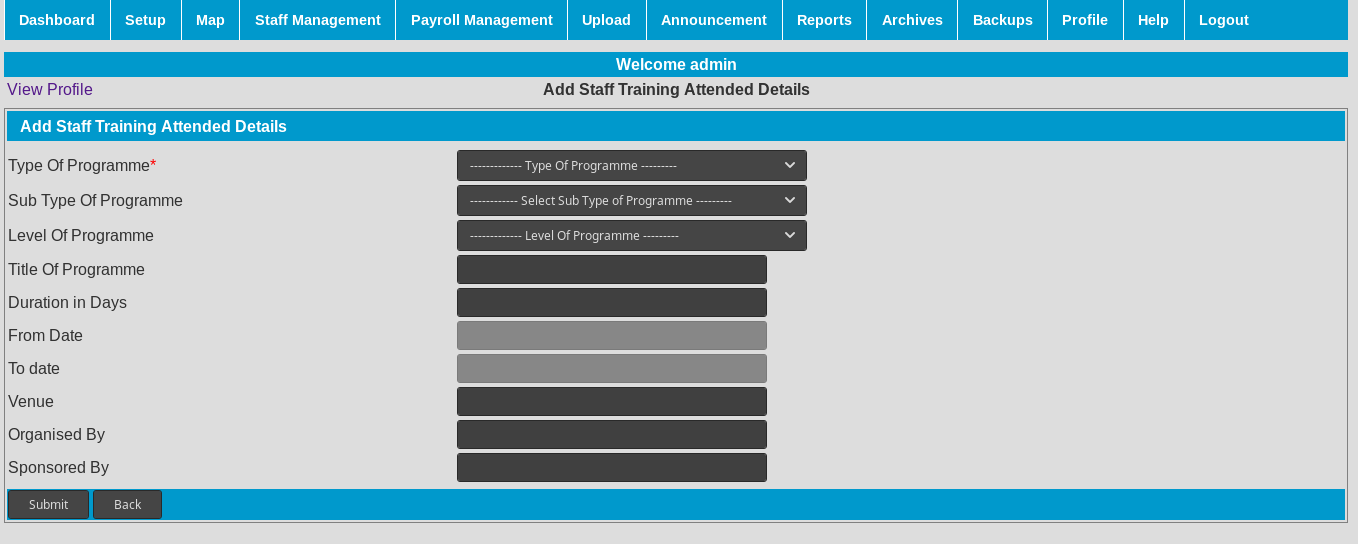 Dashboard Setup Map Staff Management Payroll Management Upload Announcement Reports Archives Backups Profile Help Logout
Welcome admin
View Profile Add Staff Training Attended Details
Add Staff Training Attended Details
Type Of Programme* ------------- Type Of Programme ---------
Sub Type Of Programme ------------ Select Sub Type of Programme ---------
Level Of Programme ------------- Level Of Programme ---------
Title Of Programme
Duration in Days
From Date
To date
Venue
Organised By
Sponsored By
Submit Back